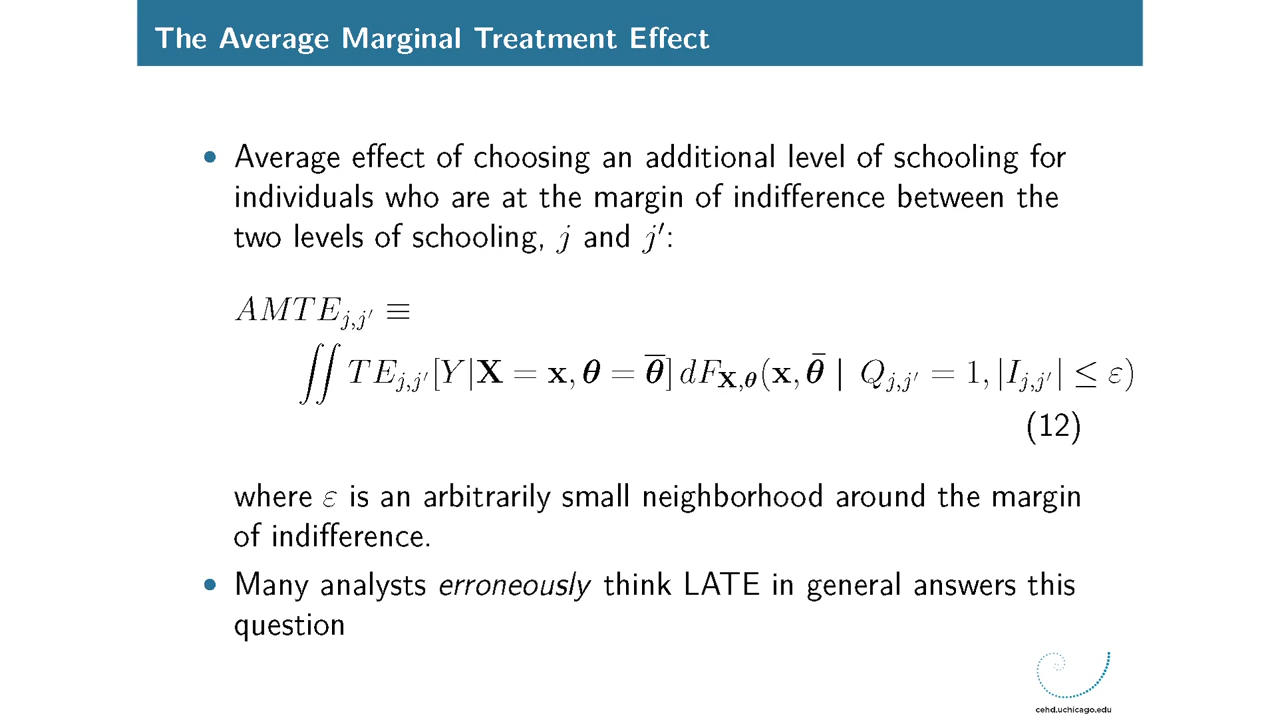 The Average Marginal Treatment Effect
• Average effect of choosing an additional level of schooling for
individuals who are at the margin of indifference between the
two levels of schooling, j and j′:
AMTE_{j,j′} ≡
∬ TE_{j,j′}[Y|X = x, θ = θ̅] dF_{X,θ}(x, θ̅ | Q_{j,j′} = 1, |I_{j,j′}| ≤ ε)
(12)
where ε is an arbitrarily small neighborhood around the margin
of indifference.
• Many analysts erroneously think LATE in general answers this
question
cehd.uchicago.edu